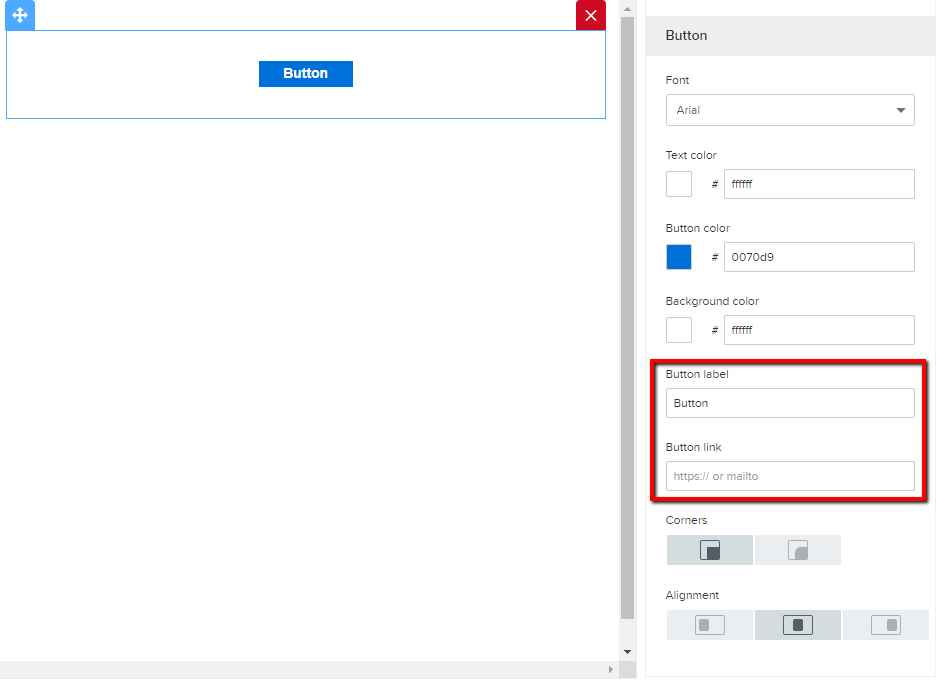 Button
Button
Font
Arial
Text color
# ffffff
Button color
# 0070d9
Background color
# ffffff
Button label
Button
Button link
https:// or mailto
Corners
Alignment